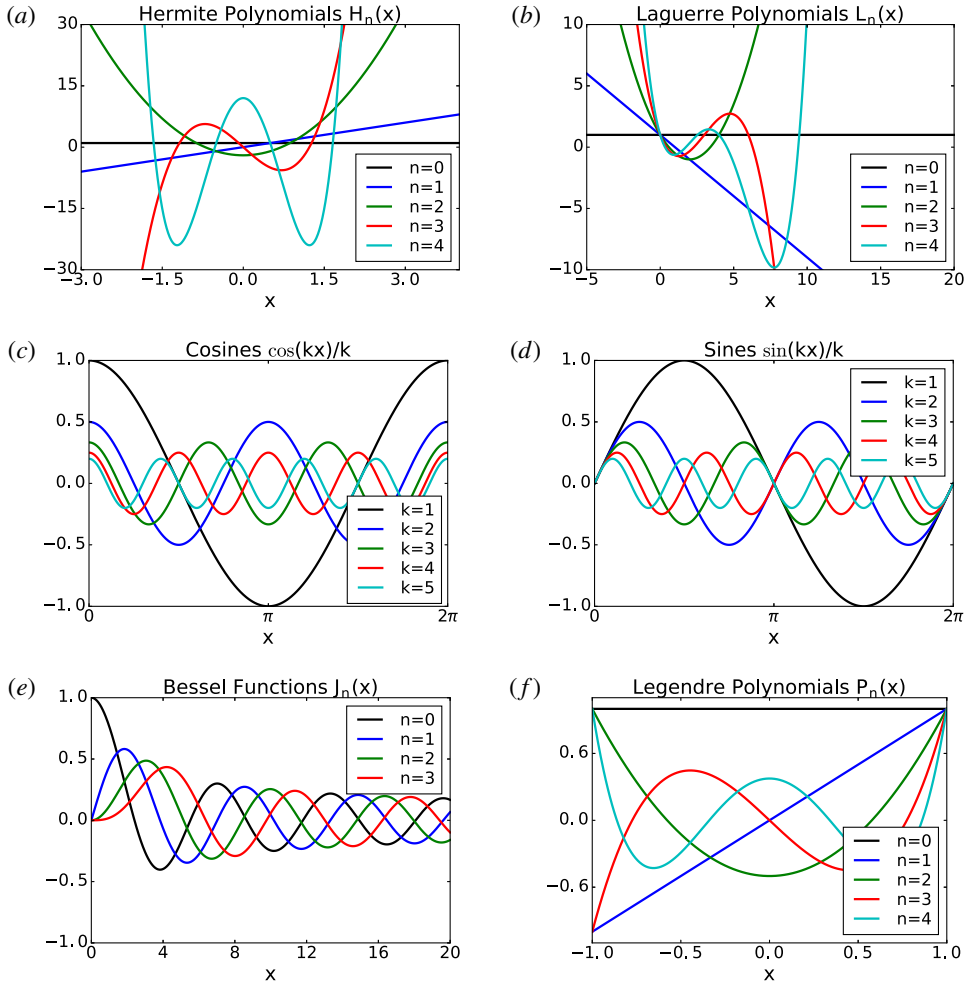 (a) Hermite Polynomials Hₙ(x)
30
15
0
−15
−30
−3.0 −1.5 0.0 1.5 3.0
x
n=0
n=1
n=2
n=3
n=4
(b) Laguerre Polynomials Lₙ(x)
10
5
0
−5
−10
−5 0 5 10 15 20
x
n=0
n=1
n=2
n=3
n=4
(c) Cosines cos(kx)/k
1.0
0.5
0.0
−0.5
−1.0
0 π 2π
x
k=1
k=2
k=3
k=4
k=5
(d) Sines sin(kx)/k
1.0
0.5
0.0
−0.5
−1.0
0 π 2π
x
k=1
k=2
k=3
k=4
k=5
(e) Bessel Functions Jₙ(x)
1.0
0.5
0.0
−0.5
−1.0
0 4 8 12 16 20
x
n=0
n=1
n=2
n=3
(f) Legendre Polynomials Pₙ(x)
0.6
0.0
−0.6
−1.0 −0.5 0.0 0.5 1.0
x
n=0
n=1
n=2
n=3
n=4